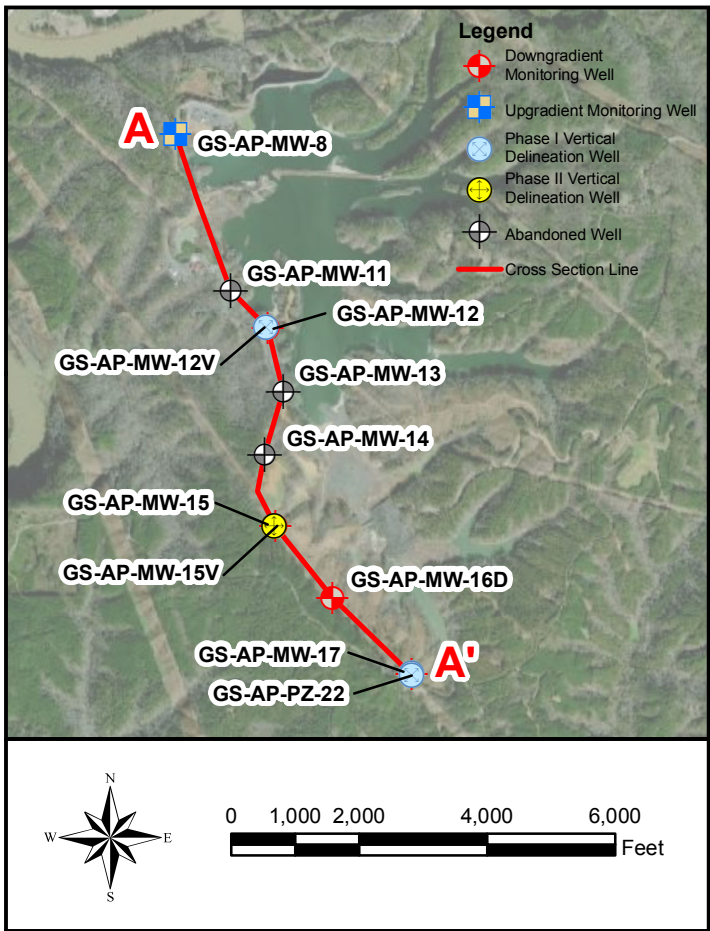 Legend
Downgradient
Monitoring Well
Upgradient Monitoring Well
Phase I Vertical
Delineation Well
Phase II Vertical
Delineation Well
Abandoned Well
Cross Section Line
A
GS-AP-MW-8
GS-AP-MW-11
GS-AP-MW-12
GS-AP-MW-12V
GS-AP-MW-13
GS-AP-MW-14
GS-AP-MW-15
GS-AP-MW-15V
GS-AP-MW-16D
GS-AP-MW-17
A'
GS-AP-PZ-22
N
W E
S
0 1,000 2,000 4,000 6,000
Feet